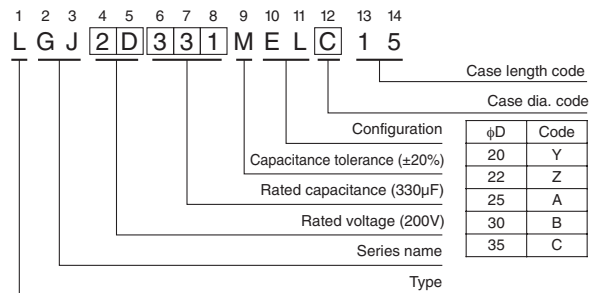 1 2 3 4 5 6 7 8 9 10 11 12 13 14
L G J 2 D 3 3 1 M E L C 1 5
Case length code
Case dia. code
Configuration
Capacitance tolerance (±20%)
Rated capacitance (330µF)
Rated voltage (200V)
Series name
Type
ϕD Code
20 Y
22 Z
25 A
30 B
35 C